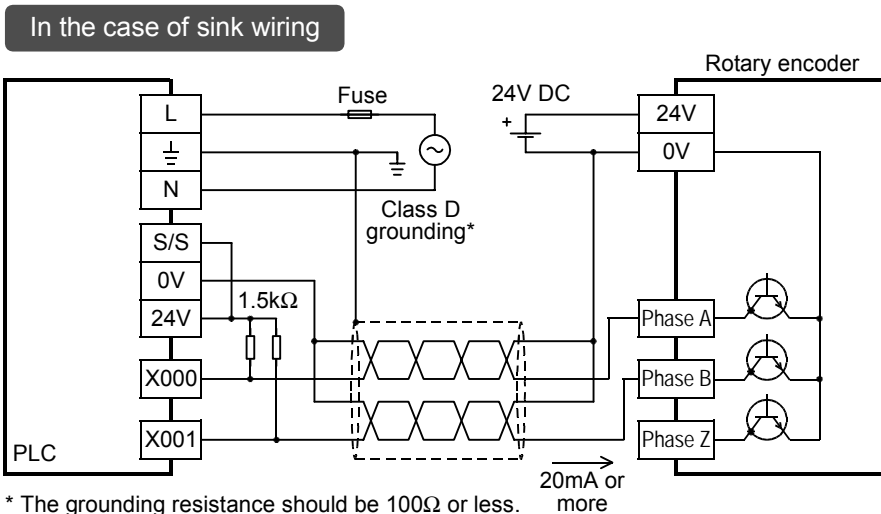 In the case of sink wiring
Rotary encoder
Fuse
24V DC
+
L
N
S/S
0V
24V
X000
X001
PLC
1.5kΩ
Class D
grounding*
24V
0V
Phase A
Phase B
Phase Z
20mA or
more
* The grounding resistance should be 100Ω or less.